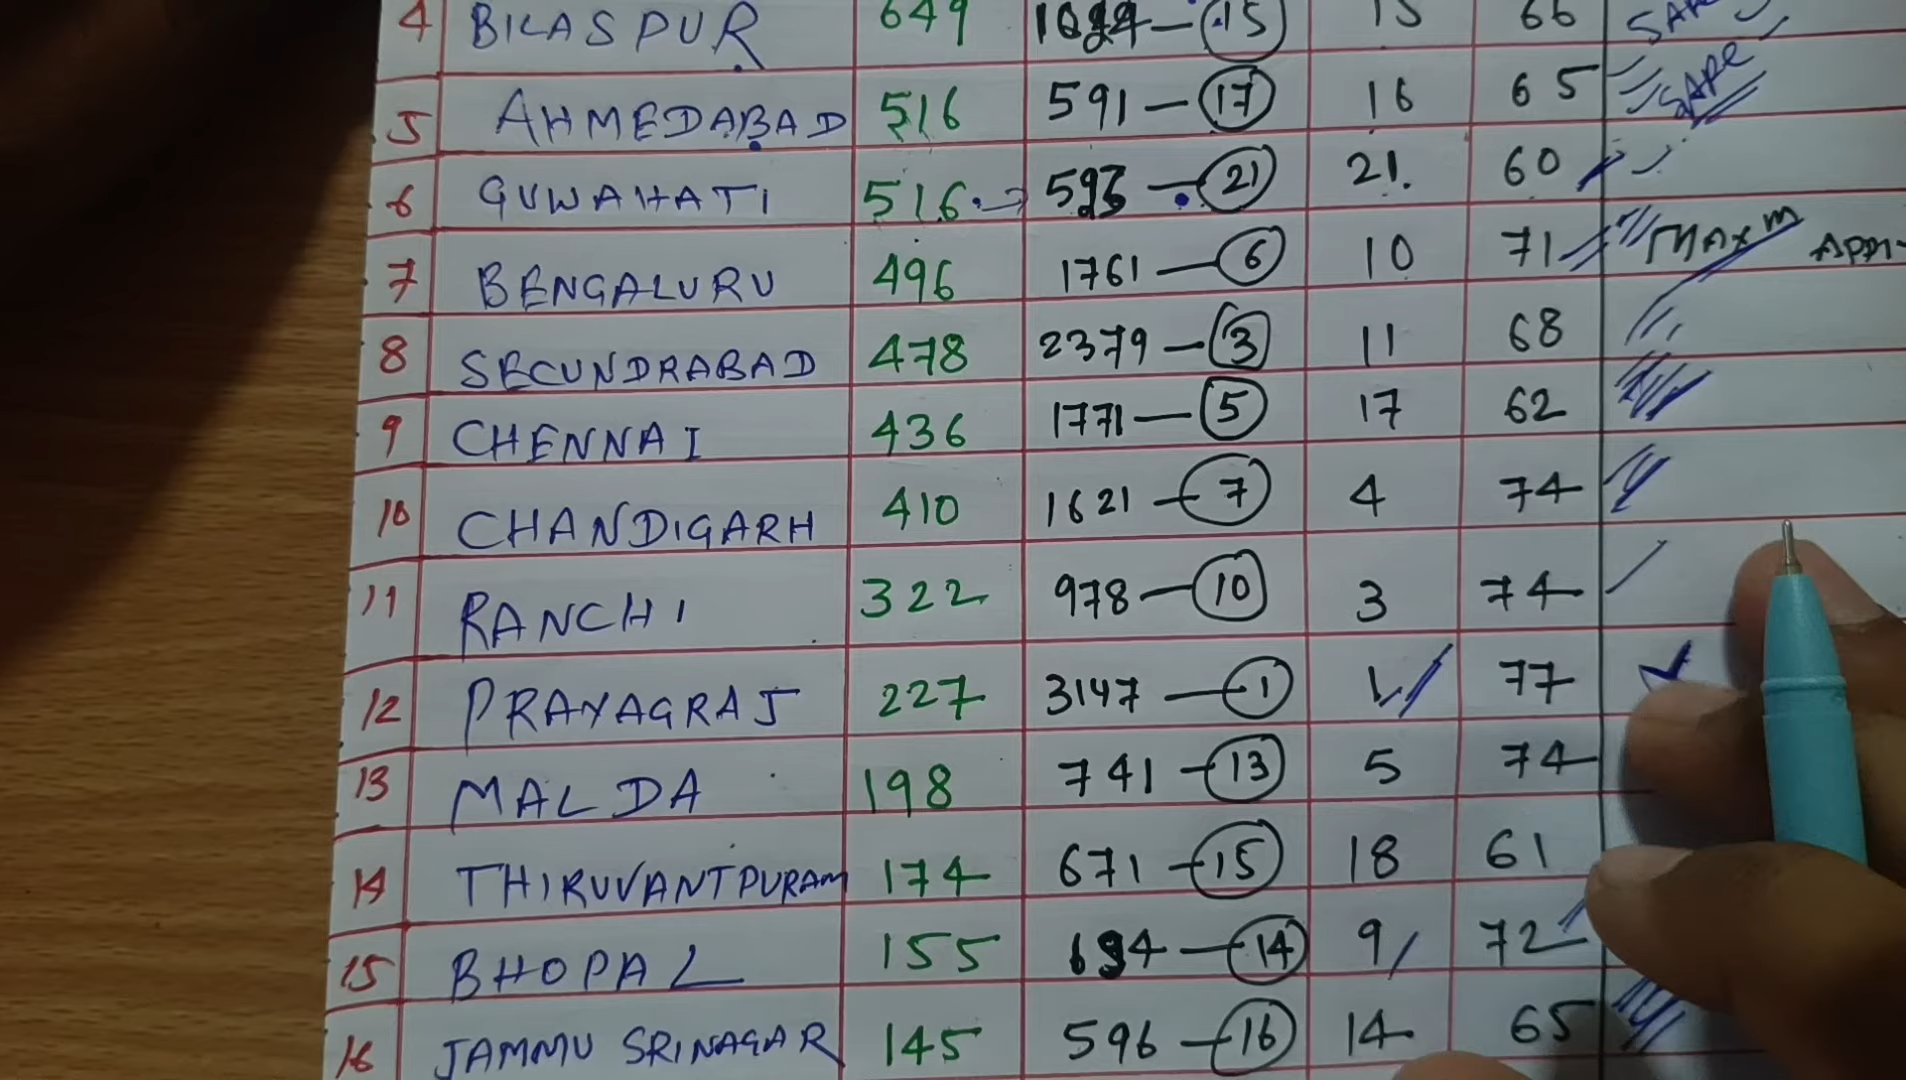 4 BILASPUR 649 15 15 66 SAFE
5 AHMEDABAD 516 591 - 17 16 65 SAFE
6 GUWAHATI 516 → 593 - 21 21. 60
7 BENGALURU 496 1761 - 6 10 71 MAXM
8 SECUNDRABAD 478 2379 - 3 11 68
9 CHENNAI 436 1771 - 5 17 62
10 CHANDIGARH 410 1621 - 7 4 74
11 RANCHI 322 978 - 10 3 74
12 PRAYAGRAJ 227 3147 - 1 1 77
13 MALDA 198 741 - 13 5 74
14 THIRUVANTPURAM 174 671 - 15 18 61
15 BHOPAL 155 694 - 14 9 72
16 JAMMU SRINAGAR 145 596 - 16 14 65